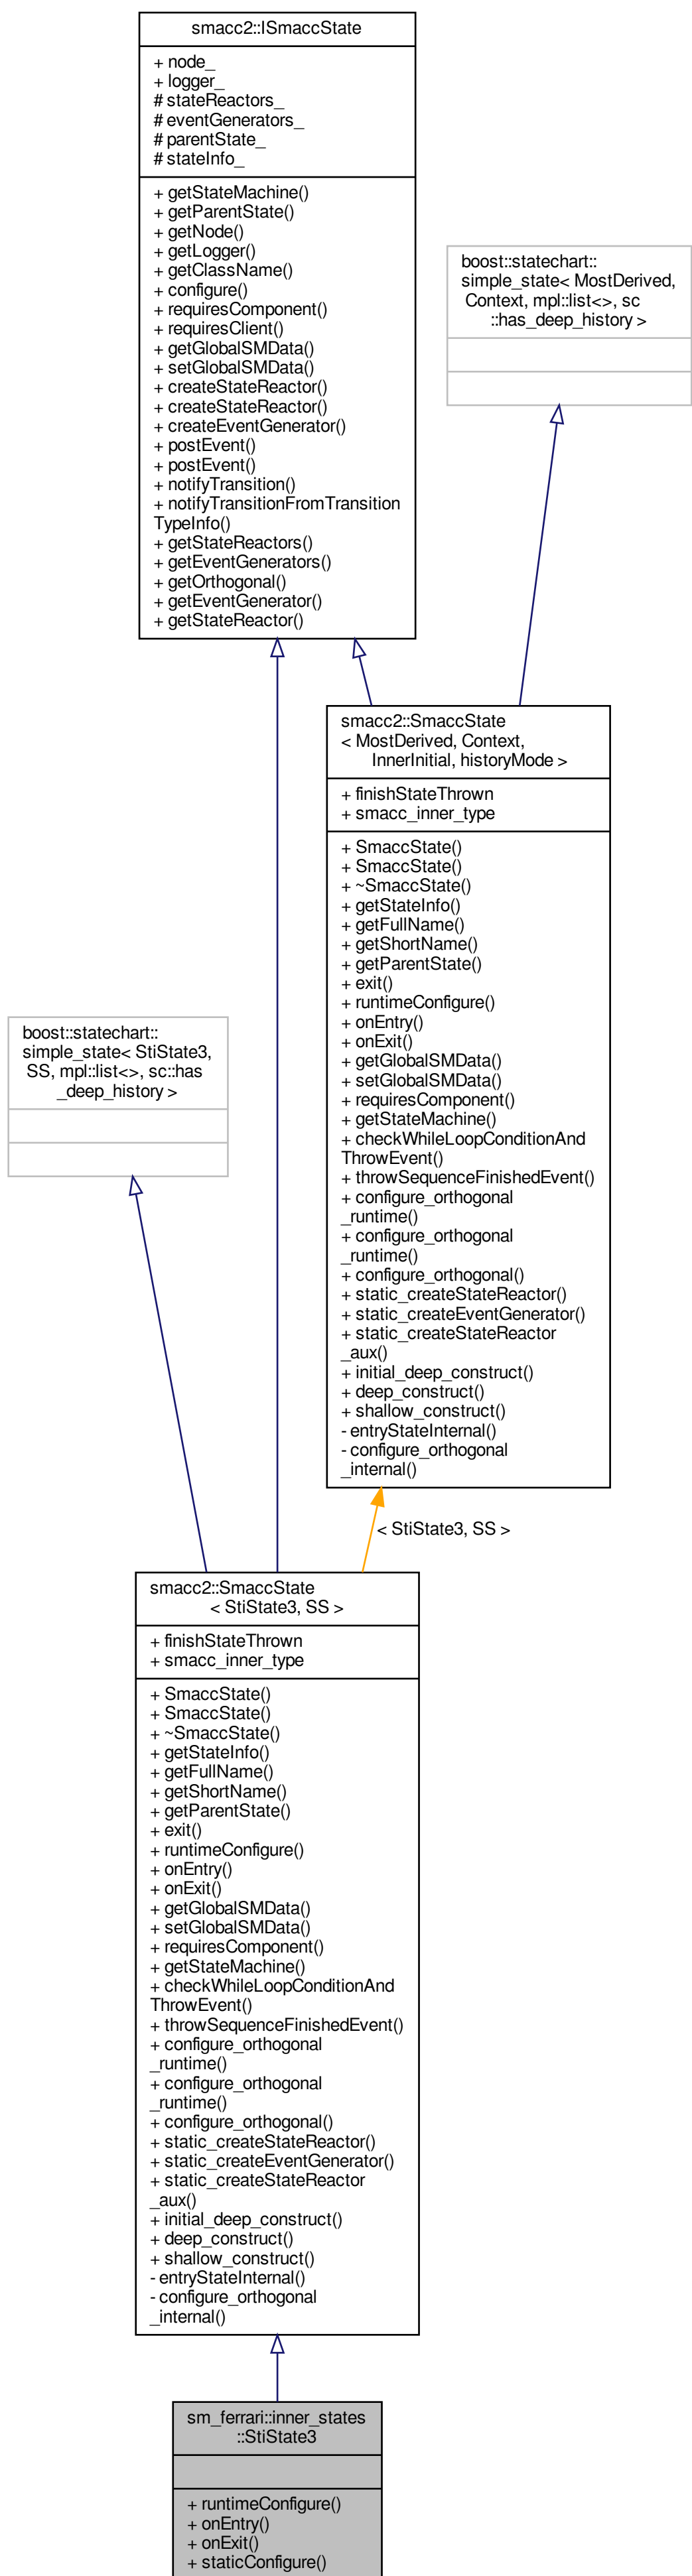 smacc2::ISmaccState
+ node_
+ logger_
# stateReactors_
# eventGenerators_
# parentState_
# stateInfo_
+ getStateMachine()
+ getParentState()
+ getNode()
+ getLogger()
+ getClassName()
+ configure()
+ requiresComponent()
+ requiresClient()
+ getGlobalSMData()
+ setGlobalSMData()
+ createStateReactor()
+ createStateReactor()
+ createEventGenerator()
+ postEvent()
+ postEvent()
+ notifyTransition()
+ notifyTransitionFromTransition
TypeInfo()
+ getStateReactors()
+ getEventGenerators()
+ getOrthogonal()
+ getEventGenerator()
+ getStateReactor()
boost::statechart::
simple_state< MostDerived,
Context, mpl::list<>, sc
::has_deep_history >
smacc2::SmaccState
< MostDerived, Context,
InnerInitial, historyMode >
+ finishStateThrown
+ smacc_inner_type
+ SmaccState()
+ SmaccState()
+ ~SmaccState()
+ getStateInfo()
+ getFullName()
+ getShortName()
+ getParentState()
+ exit()
+ runtimeConfigure()
+ onEntry()
+ onExit()
+ getGlobalSMData()
+ setGlobalSMData()
+ requiresComponent()
+ getStateMachine()
+ checkWhileLoopConditionAnd
ThrowEvent()
+ throwSequenceFinishedEvent()
+ configure_orthogonal
_runtime()
+ configure_orthogonal
_runtime()
+ configure_orthogonal()
+ static_createStateReactor()
+ static_createEventGenerator()
+ static_createStateReactor
_aux()
+ initial_deep_construct()
+ deep_construct()
+ shallow_construct()
- entryStateInternal()
- configure_orthogonal
_internal()
boost::statechart::
simple_state< StiState3,
SS, mpl::list<>, sc::has
_deep_history >
< StiState3, SS >
smacc2::SmaccState
< StiState3, SS >
+ finishStateThrown
+ smacc_inner_type
+ SmaccState()
+ SmaccState()
+ ~SmaccState()
+ getStateInfo()
+ getFullName()
+ getShortName()
+ getParentState()
+ exit()
+ runtimeConfigure()
+ onEntry()
+ onExit()
+ getGlobalSMData()
+ setGlobalSMData()
+ requiresComponent()
+ getStateMachine()
+ checkWhileLoopConditionAnd
ThrowEvent()
+ throwSequenceFinishedEvent()
+ configure_orthogonal
_runtime()
+ configure_orthogonal
_runtime()
+ configure_orthogonal()
+ static_createStateReactor()
+ static_createEventGenerator()
+ static_createStateReactor
_aux()
+ initial_deep_construct()
+ deep_construct()
+ shallow_construct()
- entryStateInternal()
- configure_orthogonal
_internal()
sm_ferrari::inner_states
::StiState3
+ runtimeConfigure()
+ onEntry()
+ onExit()
+ staticConfigure()